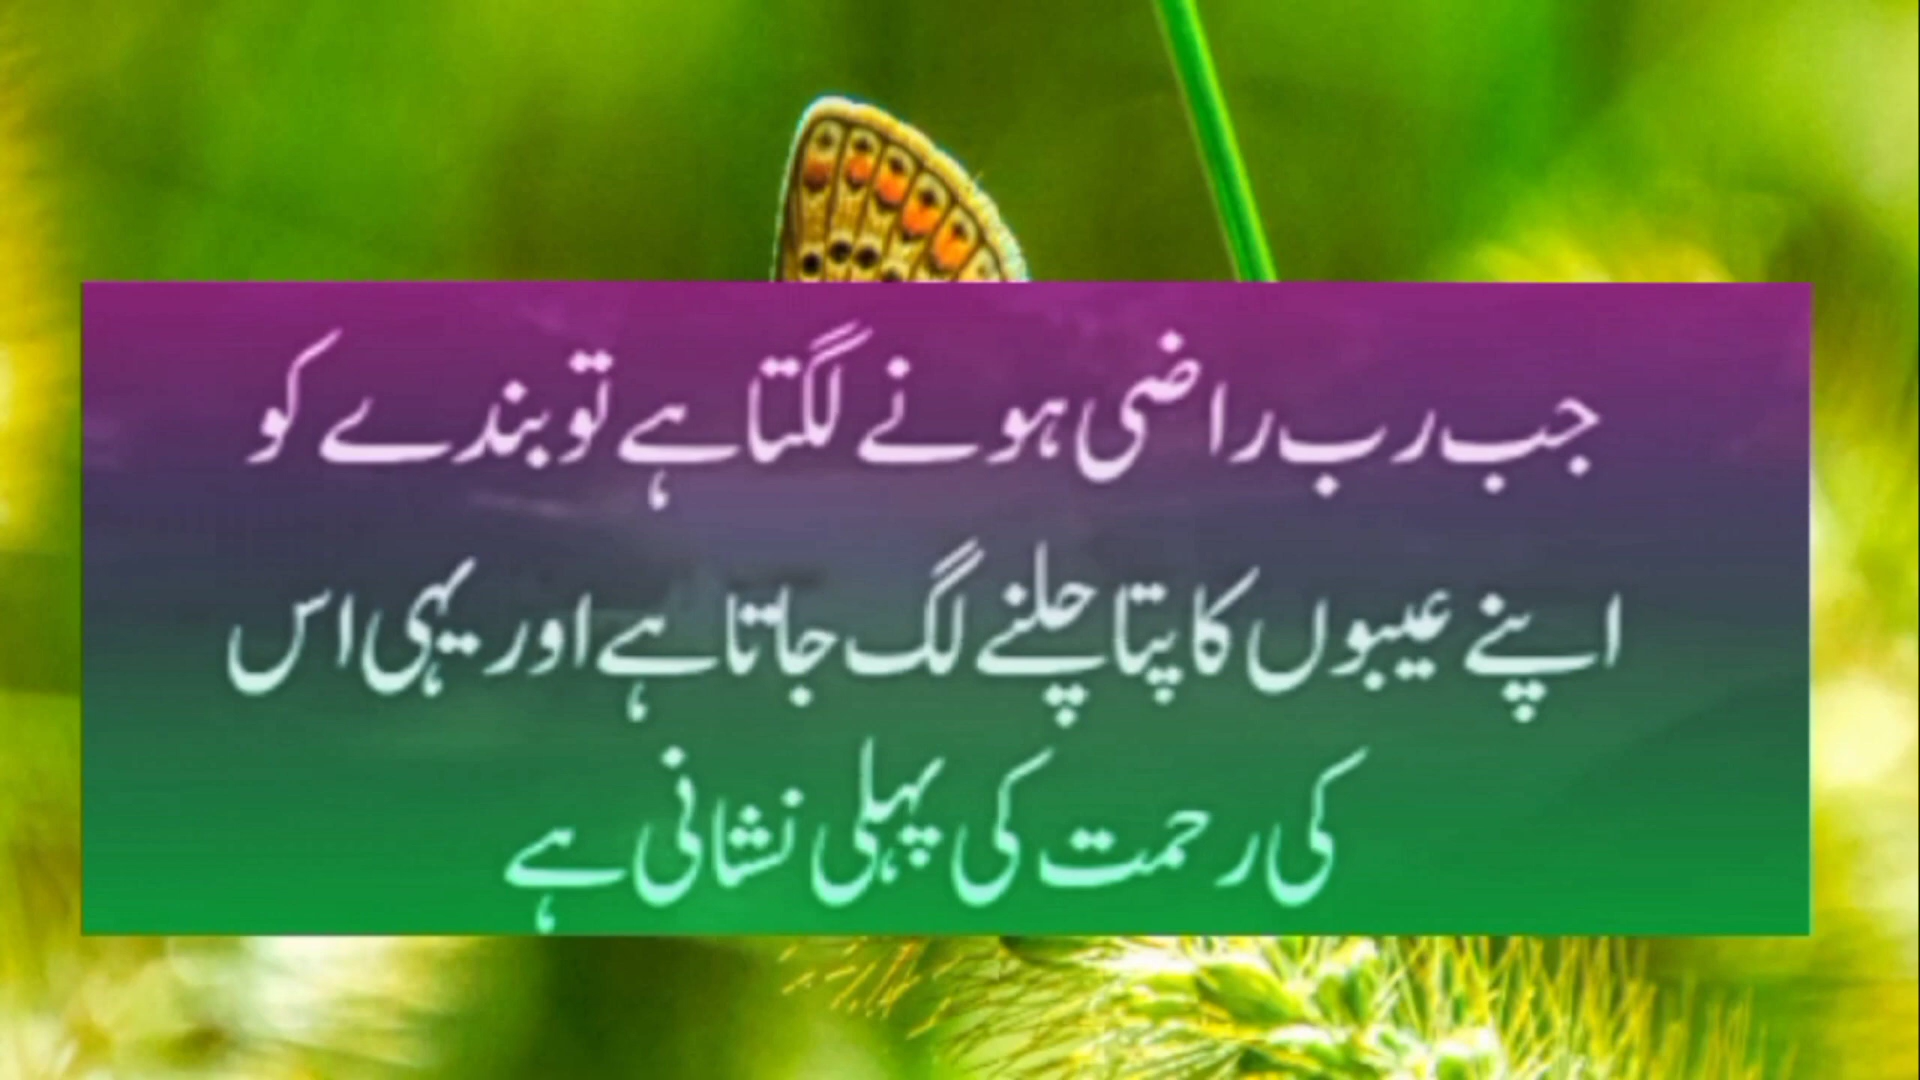 جب رب راضی ہونے لگتا ہے تو بندے کو
اپنے عیبوں کا پتا چلنے لگ جاتا ہے اور یہی اس
کی رحمت کی پہلی نشانی ہے